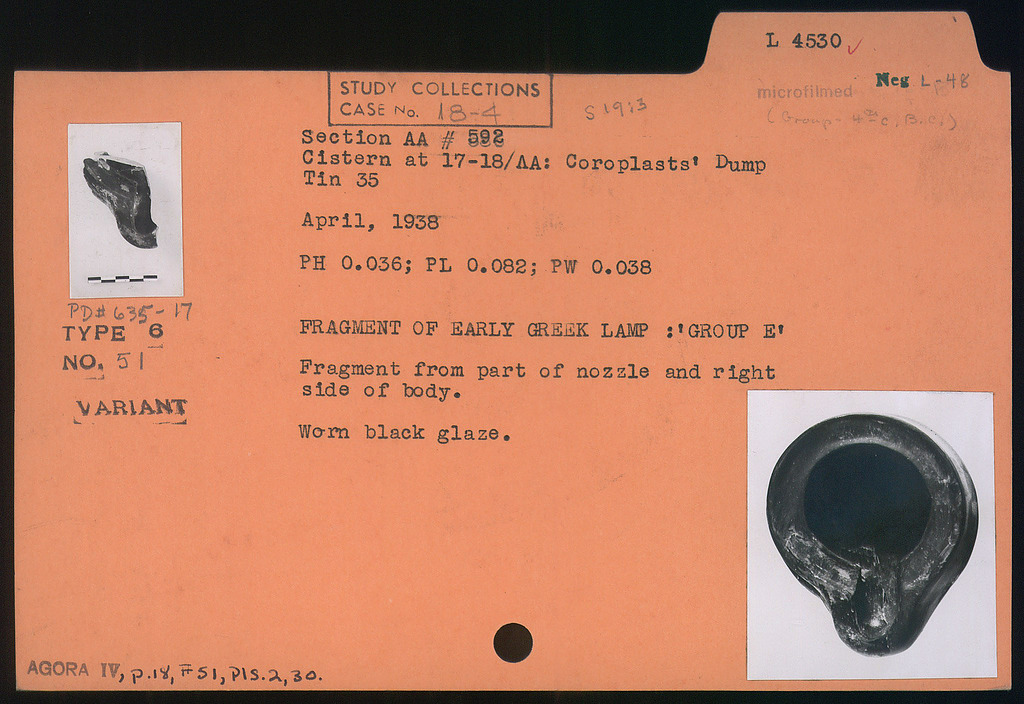 L 4530 ✓
Neg L-48
microfilmed
(Group - 4th c. B.C.)
STUDY COLLECTIONS
CASE No. 18-4
Section AA # 592
Cistern at 17-18/AA: Coroplasts' Dump
Tin 35
April, 1938
PH 0.036; PL 0.082; PW 0.038
PD# 635-17
TYPE 6
NO. 51
VARIANT
FRAGMENT OF EARLY GREEK LAMP :'GROUP E'
Fragment from part of nozzle and right
side of body.
Worn black glaze.
AGORA IV, p.18, #51, Pls.2,30.